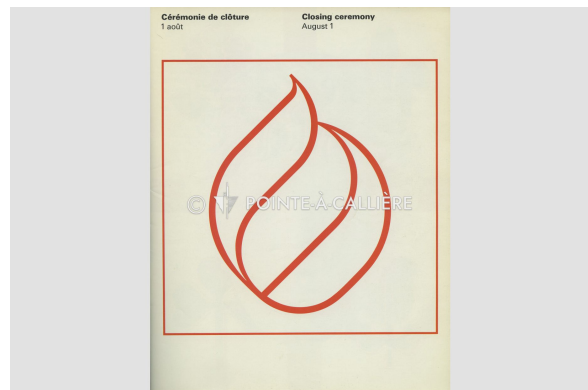 Cérémonie de clôture
1 août
Closing ceremony
August 1
© POINTE-À-CALLIÈRE